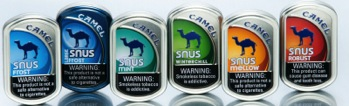 CAMEL
SNUS
FROST
WARNING:
This product is not a
safe alternative to
cigarettes
CAMEL
SNUS
FROST
WARNING:
This product is not a
safe alternative to
cigarettes
CAMEL
SNUS
MINT
WARNING:
Smokeless tobacco
is addictive
CAMEL
SNUS
WINTERCHILL
WARNING:
Smokeless tobacco
is addictive
CAMEL
SNUS
MELLOW
WARNING:
This product is not a
safe alternative to
cigarettes
CAMEL
SNUS
ROBUST
WARNING:
This product can
cause gum disease
and tooth loss